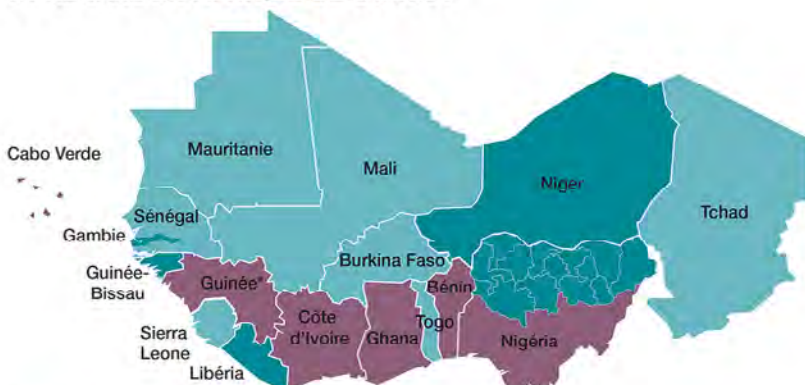 Cabo Verde
Mauritanie
Mali
Niger
Tchad
Sénégal
Gambie
Guinée-
Bissau
Guinée*
Burkina Faso
Bénin
Sierra
Leone
Côte
d'Ivoire
Ghana
Togo
Nigéria
Libéria